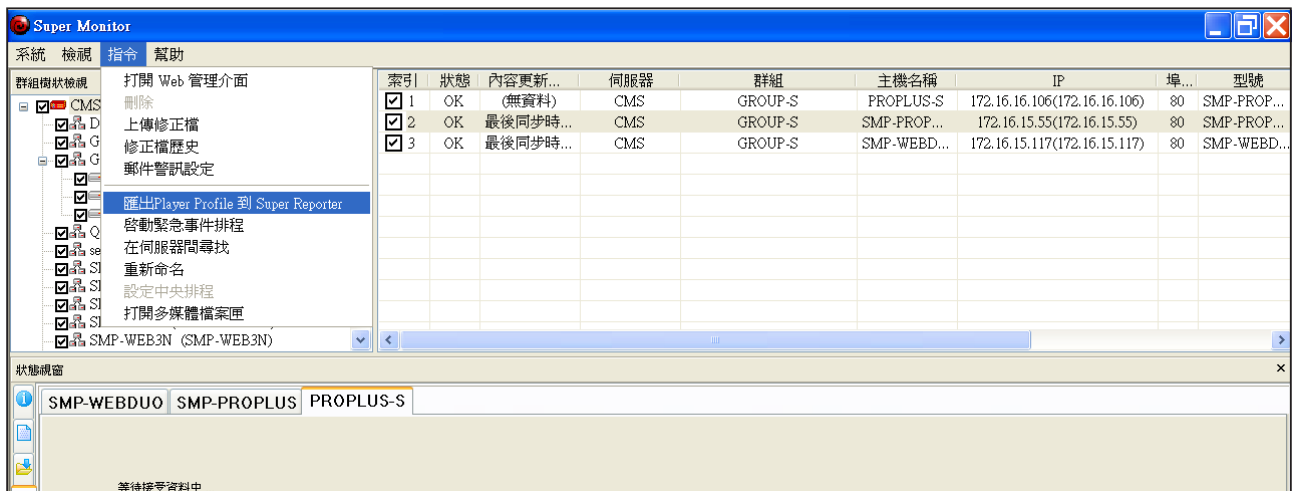 Super Monitor
系統 檢視 指令 幫助
群組樹狀檢視
CMS
D
G
G
Q
se
SMP-WEB3N (SMP-WEB3N)
打開 Web 管理介面
刪除
上傳修正檔
修正檔歷史
郵件警訊設定
匯出Player Profile 到 Super Reporter
啓動緊急事件排程
在伺服器間尋找
重新命名
設定中央排程
打開多媒體檔案匣
索引 狀態 內容更新... 伺服器 群組 主機名稱 IP 埠... 型號
1 OK (無資料) CMS GROUP-S PROPLUS-S 172.16.16.106(172.16.16.106) 80 SMP-PROP...
2 OK 最後同步時... CMS GROUP-S SMP-PROP... 172.16.15.55(172.16.15.55) 80 SMP-PROP...
3 OK 最後同步時... CMS GROUP-S SMP-WEBD... 172.16.15.117(172.16.15.117) 80 SMP-WEBD...
狀態視窗
SMP-WEBDUO SMP-PROPLUS PROPLUS-S
等待接受資料中